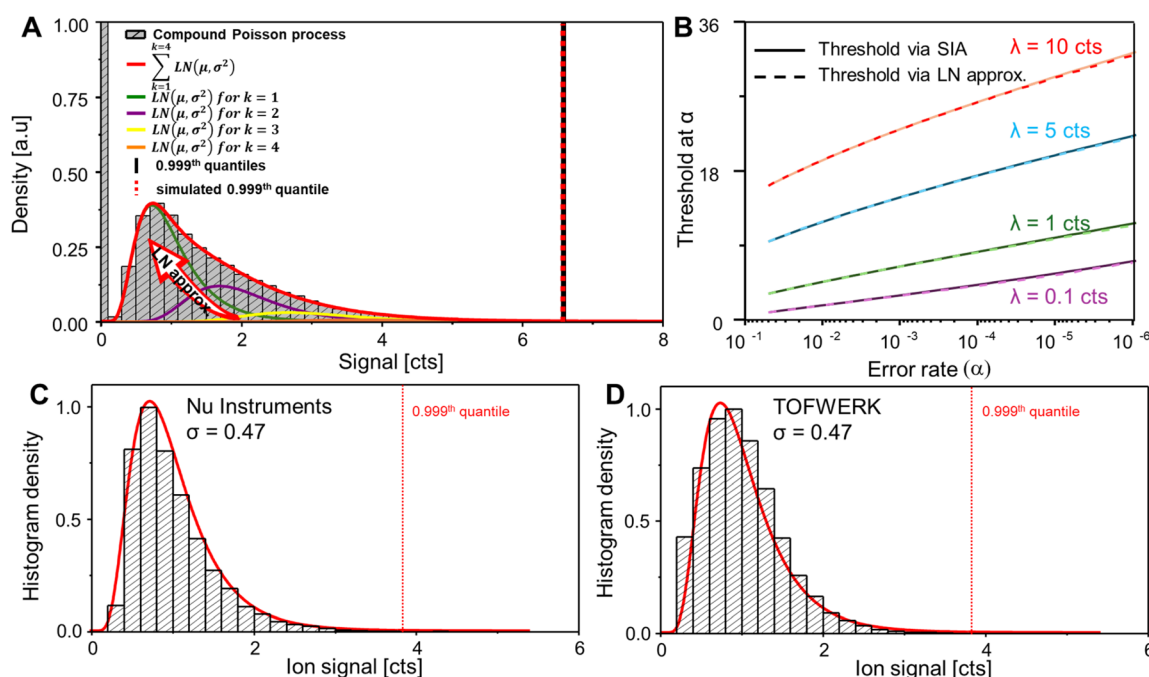 A
Compound Poisson process
k=4
∑ LN(μ, σ²)
k=1
LN(μ, σ²) for k = 1
LN(μ, σ²) for k = 2
LN(μ, σ²) for k = 3
LN(μ, σ²) for k = 4
0.999th quantiles
simulated 0.999th quantile
LN approx.
1.00
0.75
0.50
0.25
0.00
Density [a.u]
0 2 4 6 8
Signal [cts]
B
Threshold via SIA
Threshold via LN approx.
λ = 10 cts
λ = 5 cts
λ = 1 cts
λ = 0.1 cts
36
18
0
Threshold at α
10⁻¹ 10⁻² 10⁻³ 10⁻⁴ 10⁻⁵ 10⁻⁶
Error rate (α)
C
Nu Instruments
σ = 0.47
0.999th quantile
1.0
0.5
0.0
Histogram density
0 2 4 6
Ion signal [cts]
D
TOFWERK
σ = 0.47
0.999th quantile
1.0
0.5
0.0
Histogram density
0 2 4 6
Ion signal [cts]